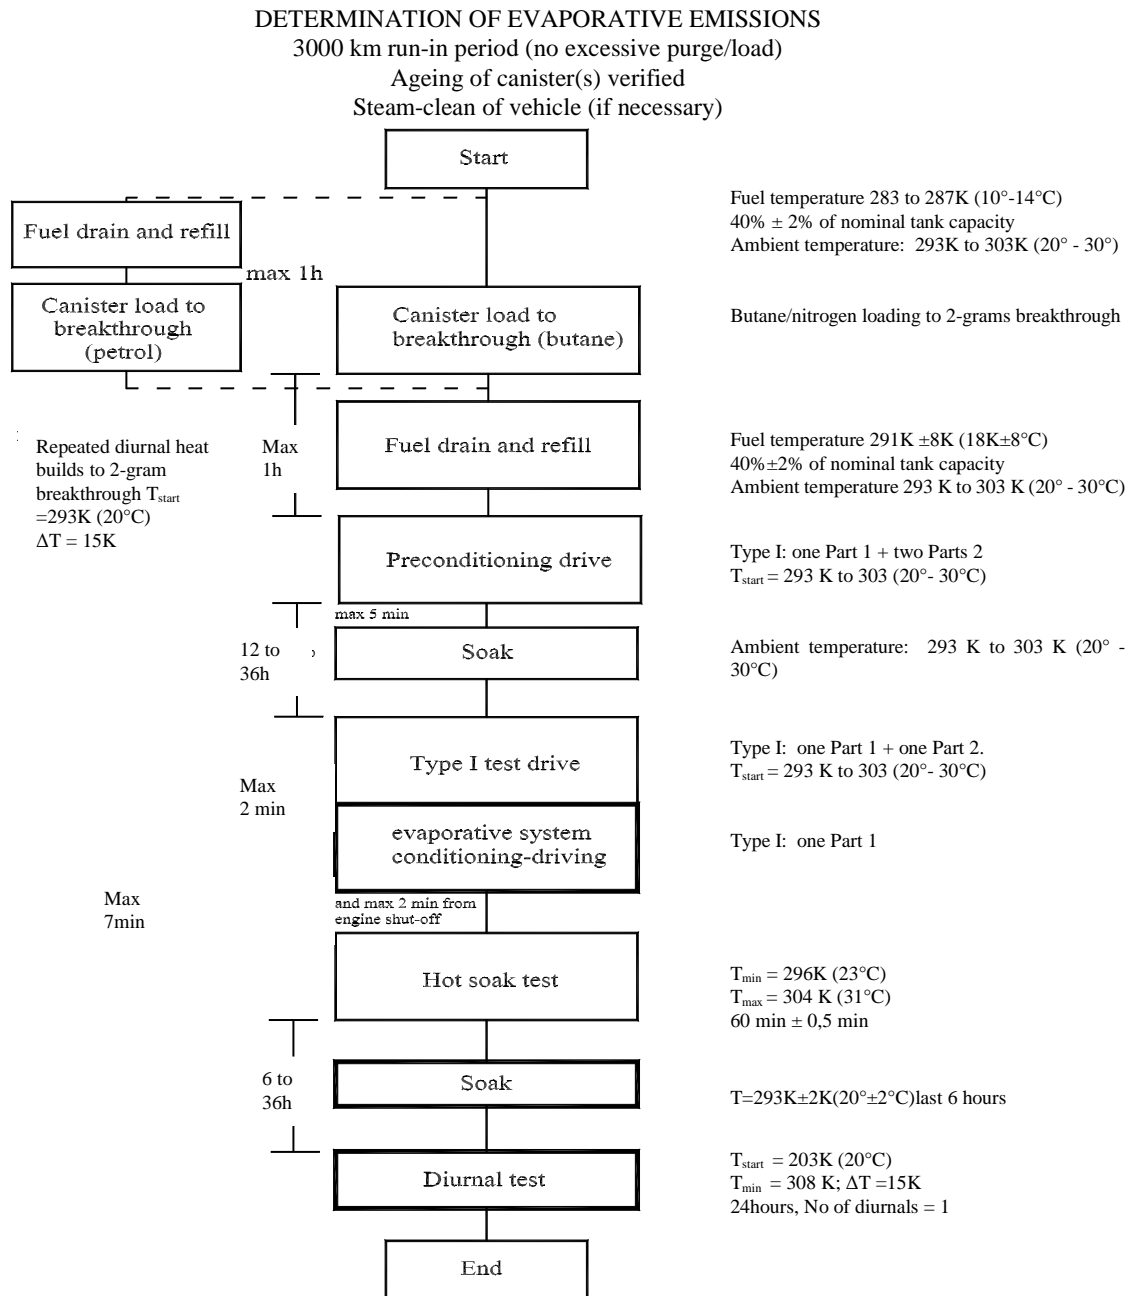 DETERMINATION OF EVAPORATIVE EMISSIONS
3000 km run-in period (no excessive purge/load)
Ageing of canister(s) verified
Steam-clean of vehicle (if necessary)
Start
Fuel temperature 283 to 287K (10°-14°C)
40% ± 2% of nominal tank capacity
Ambient temperature: 293K to 303K (20° - 30°)
Fuel drain and refill
max 1h
Canister load to
breakthrough
(petrol)
Canister load to
breakthrough (butane)
Butane/nitrogen loading to 2-grams breakthrough
Repeated diurnal heat
builds to 2-gram
breakthrough Tstart
=293K (20°C)
ΔT = 15K
Max
1h
Fuel drain and refill
Fuel temperature 291K ±8K (18K±8°C)
40%±2% of nominal tank capacity
Ambient temperature 293 K to 303 K (20° - 30°C)
Preconditioning drive
Type I: one Part 1 + two Parts 2
Tstart = 293 K to 303 (20°- 30°C)
max 5 min
12 to
36h
Soak
Ambient temperature: 293 K to 303 K (20° -
30°C)
Type I test drive
Type I: one Part 1 + one Part 2.
Tstart = 293 K to 303 (20°- 30°C)
Max
2 min
evaporative system
conditioning-driving
Type I: one Part 1
Max
7min
and max 2 min from
engine shut-off
Hot soak test
Tmin = 296K (23°C)
Tmax = 304 K (31°C)
60 min ± 0,5 min
6 to
36h
Soak
T=293K±2K(20°±2°C)last 6 hours
Diurnal test
Tstart = 203K (20°C)
Tmin = 308 K; ΔT =15K
24hours, No of diurnals = 1
End